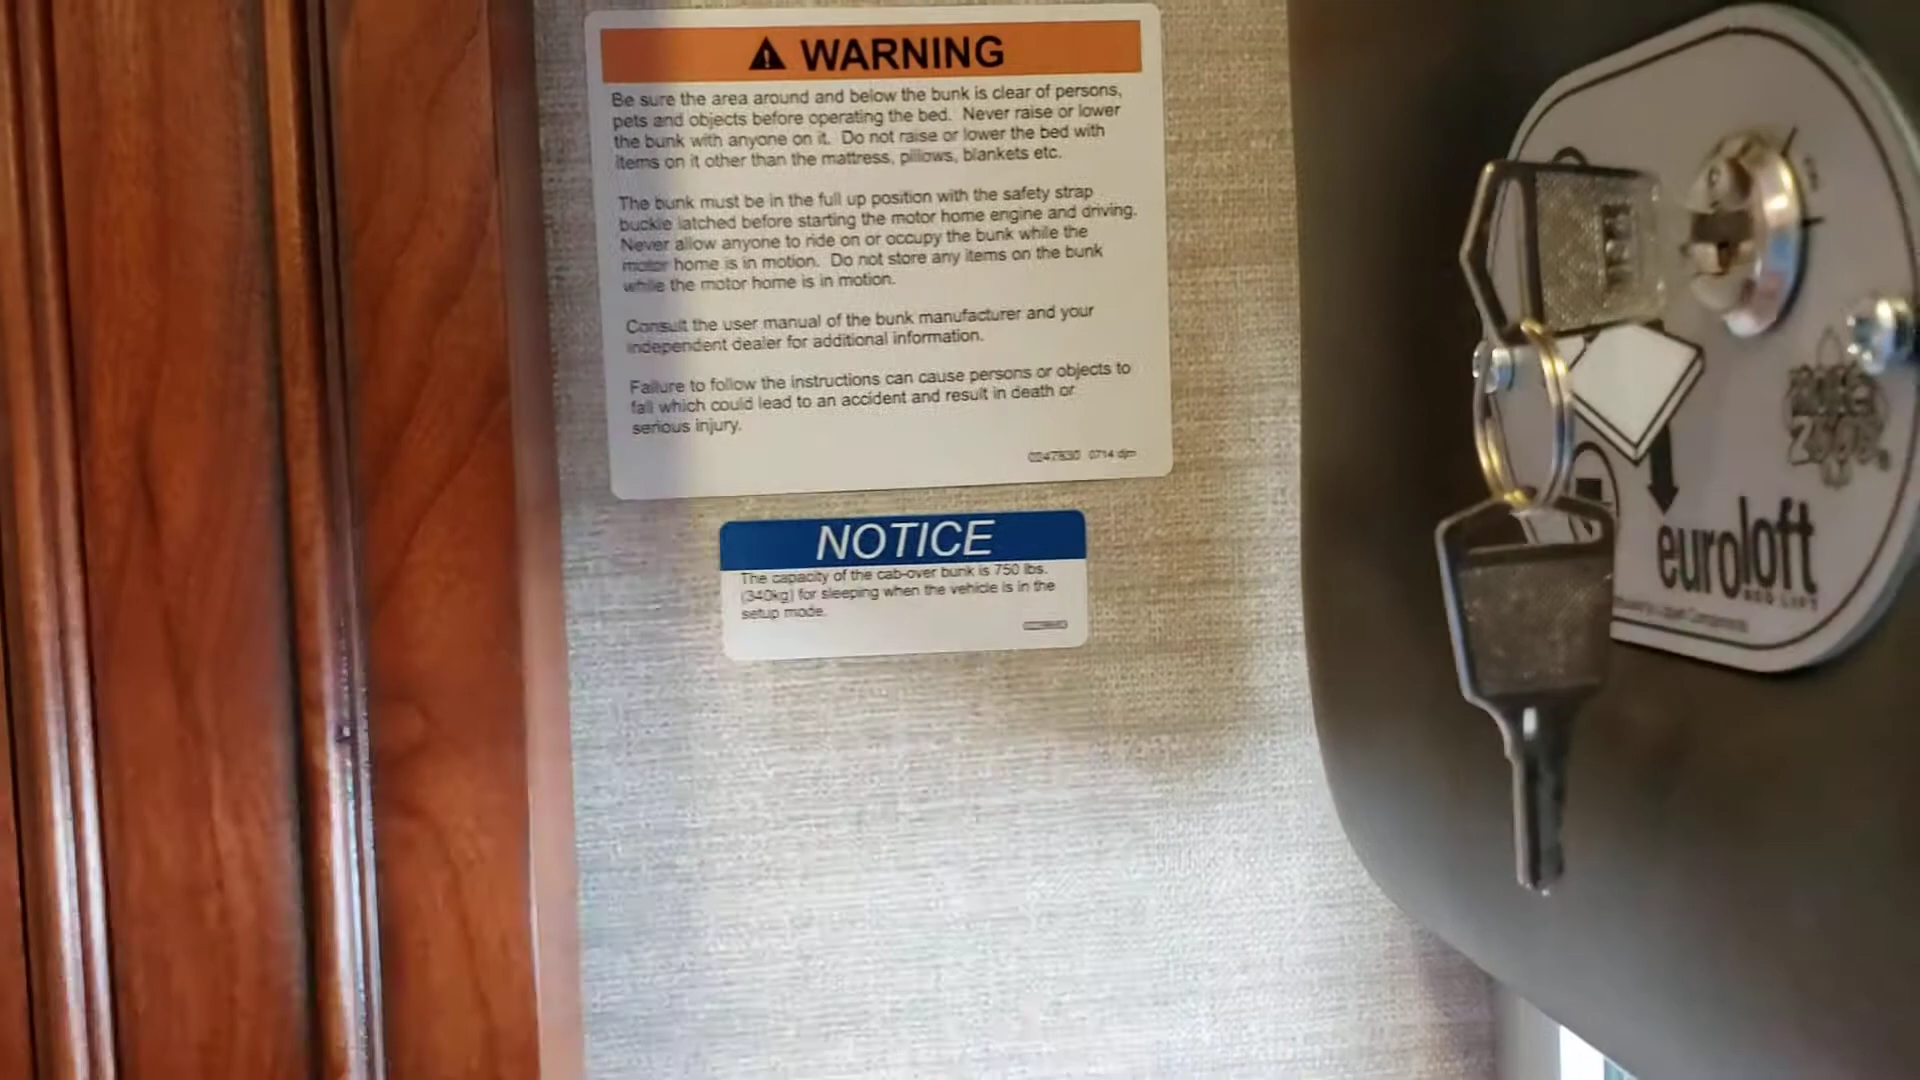 WARNING
Be sure the area around and below the bunk is clear of persons,
pets and objects before operating the bed. Never raise or lower
the bunk with anyone on it. Do not raise or lower the bed with
items on it other than the mattress, pillows, blankets etc.
The bunk must be in the full up position with the safety strap
buckle latched before starting the motor home engine and driving.
Never allow anyone to ride on or occupy the bunk while the
motor home is in motion. Do not store any items on the bunk
while the motor home is in motion.
Consult the user manual of the bunk manufacturer and your
independent dealer for additional information.
Failure to follow the instructions can cause persons or objects to
fall which could lead to an accident and result in death or
serious injury.
0714 djm
NOTICE
The capacity of the cab-over bunk is 750 lbs.
(340kg) for sleeping when the vehicle is in the
setup mode.
euroloft
BED LIFT